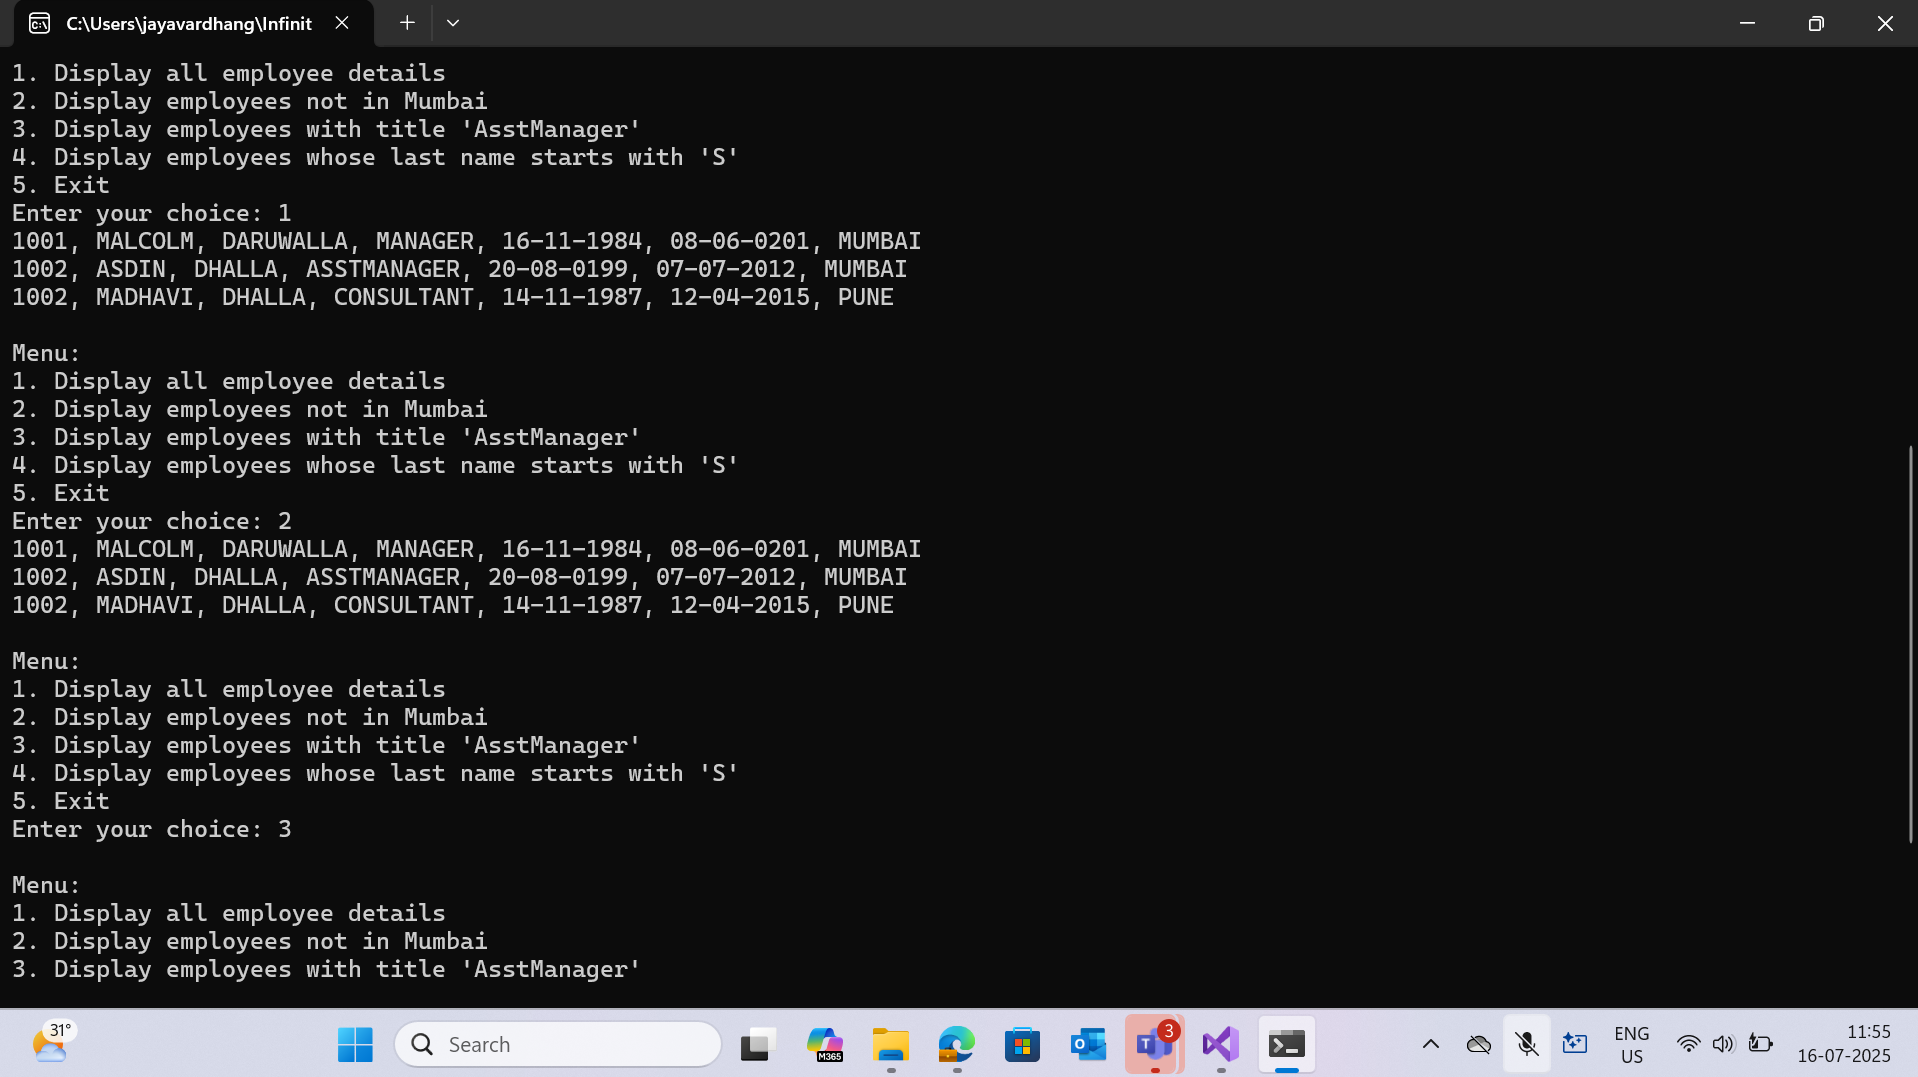 C:\Users\jayavardhang\Infinit
1. Display all employee details
2. Display employees not in Mumbai
3. Display employees with title 'AsstManager'
4. Display employees whose last name starts with 'S'
5. Exit
Enter your choice: 1
1001, MALCOLM, DARUWALLA, MANAGER, 16-11-1984, 08-06-0201, MUMBAI
1002, ASDIN, DHALLA, ASSTMANAGER, 20-08-0199, 07-07-2012, MUMBAI
1002, MADHAVI, DHALLA, CONSULTANT, 14-11-1987, 12-04-2015, PUNE
Menu:
1. Display all employee details
2. Display employees not in Mumbai
3. Display employees with title 'AsstManager'
4. Display employees whose last name starts with 'S'
5. Exit
Enter your choice: 2
1001, MALCOLM, DARUWALLA, MANAGER, 16-11-1984, 08-06-0201, MUMBAI
1002, ASDIN, DHALLA, ASSTMANAGER, 20-08-0199, 07-07-2012, MUMBAI
1002, MADHAVI, DHALLA, CONSULTANT, 14-11-1987, 12-04-2015, PUNE
Menu:
1. Display all employee details
2. Display employees not in Mumbai
3. Display employees with title 'AsstManager'
4. Display employees whose last name starts with 'S'
5. Exit
Enter your choice: 3
Menu:
1. Display all employee details
2. Display employees not in Mumbai
3. Display employees with title 'AsstManager'
31°
Search
M365
3
ENG
US
11:55
16-07-2025